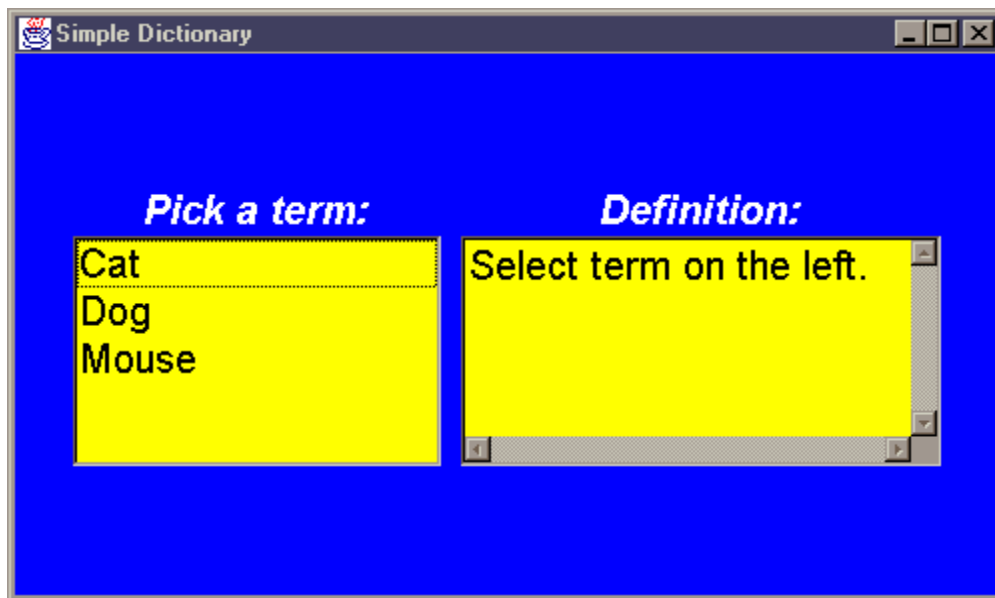 Simple Dictionary
Pick a term:
Cat
Dog
Mouse
Definition:
Select term on the left.